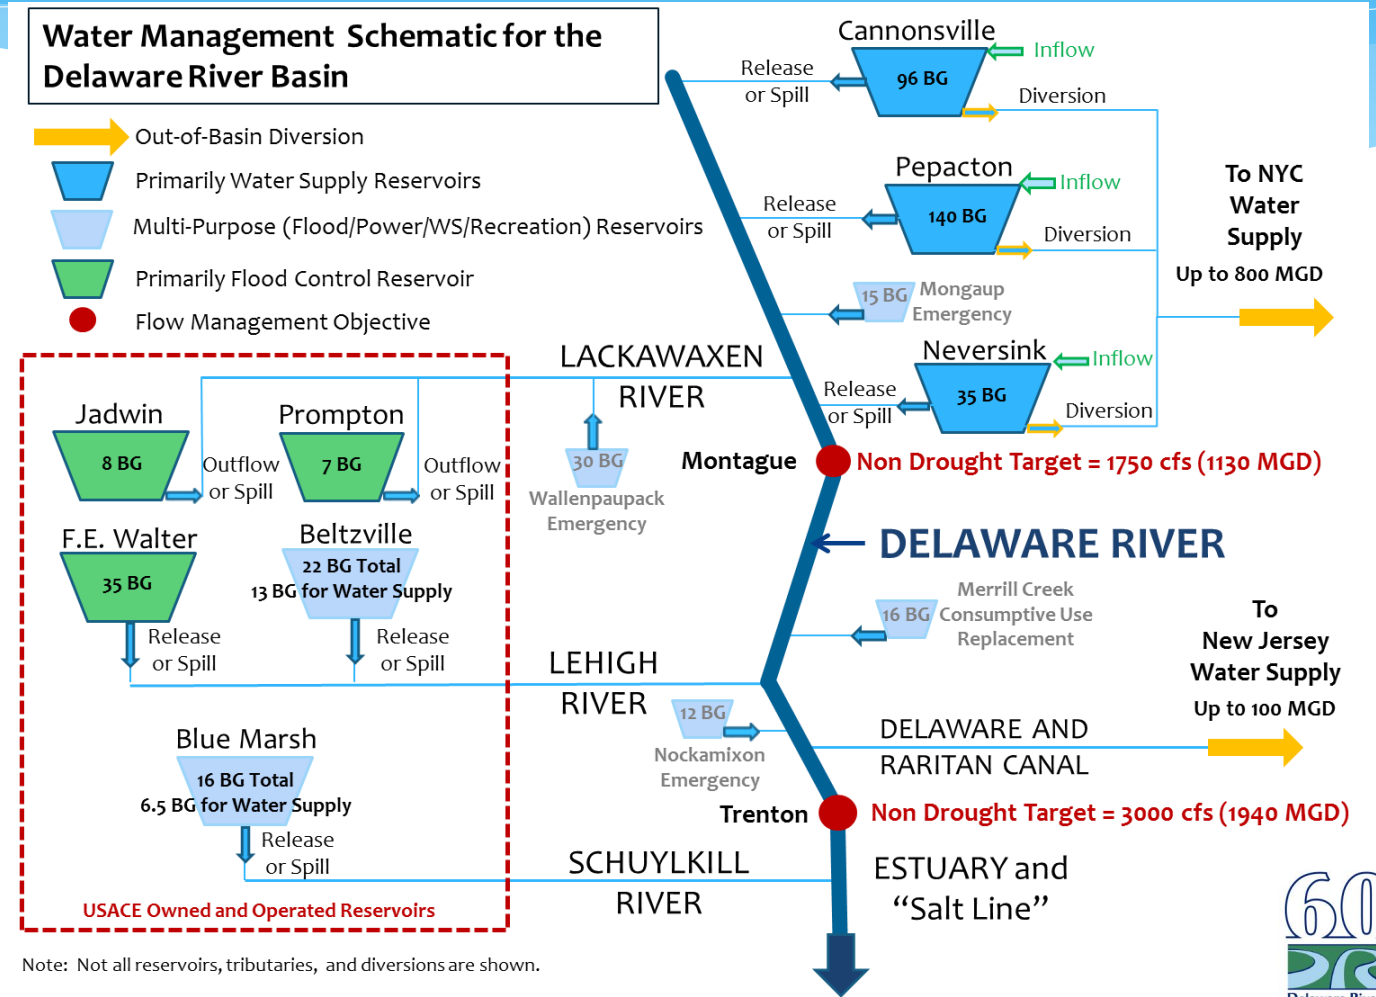 Water Management Schematic for the
Delaware River Basin
Out-of-Basin Diversion
Primarily Water Supply Reservoirs
Multi-Purpose (Flood/Power/WS/Recreation) Reservoirs
Primarily Flood Control Reservoir
Flow Management Objective
Cannonsville
Inflow
Release
or Spill
96 BG
Diversion
Pepacton
Inflow
Release
or Spill
140 BG
Diversion
To NYC
Water
Supply
Up to 800 MGD
15 BG
Mongaup
Emergency
Neversink
Inflow
Release
or Spill
35 BG
Diversion
LACKAWAXEN
RIVER
30 BG
Wallenpaupack
Emergency
Montague
Non Drought Target = 1750 cfs (1130 MGD)
Jadwin
8 BG
Outflow
or Spill
Prompton
7 BG
Outflow
or Spill
F.E. Walter
35 BG
Release
or Spill
Beltzville
22 BG Total
13 BG for Water Supply
Release
or Spill
DELAWARE RIVER
16 BG
Merrill Creek
Consumptive Use
Replacement
To
New Jersey
Water Supply
Up to 100 MGD
LEHIGH
RIVER
12 BG
Nockamixon
Emergency
DELAWARE AND
RARITAN CANAL
Blue Marsh
16 BG Total
6.5 BG for Water Supply
Release
or Spill
Trenton
Non Drought Target = 3000 cfs (1940 MGD)
SCHUYLKILL
RIVER
ESTUARY and
“Salt Line”
USACE Owned and Operated Reservoirs
Note: Not all reservoirs, tributaries, and diversions are shown.
60